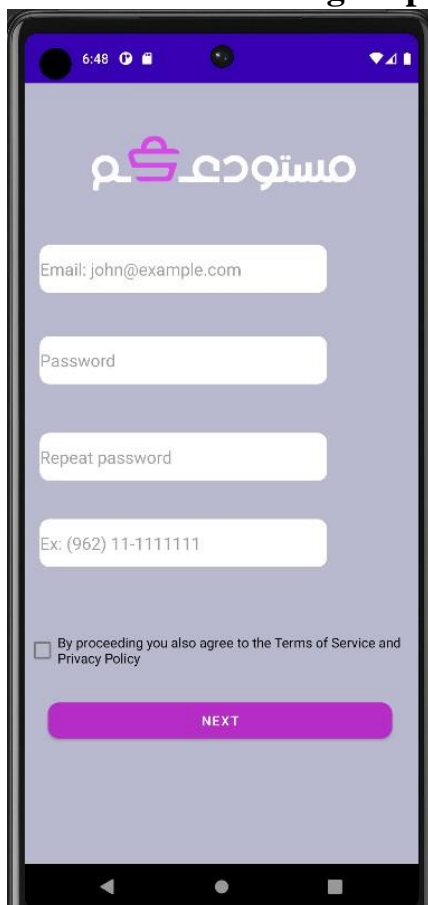 6:48
مستودعكم
Email: john@example.com
Password
Repeat password
Ex: (962) 11-1111111
By proceeding you also agree to the Terms of Service and
Privacy Policy
NEXT